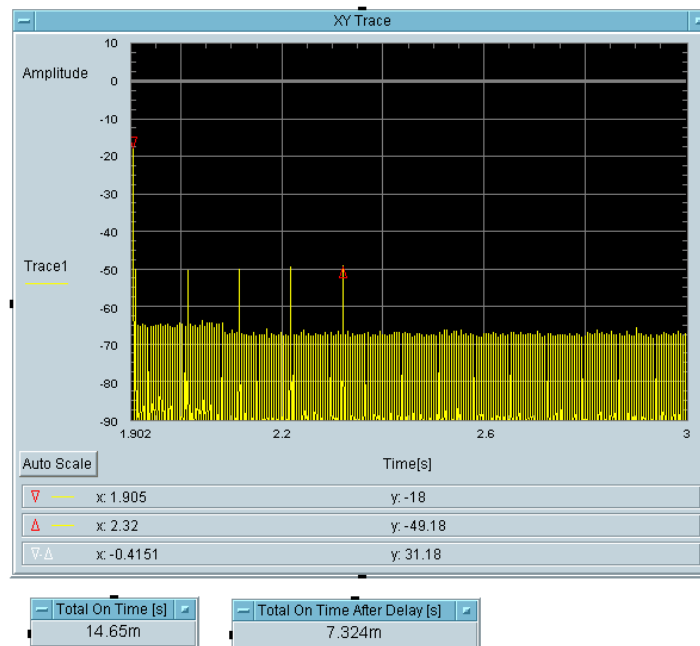 XY Trace
Amplitude
10
0
-10
-20
-30
-40
-50
-60
-70
-80
-90
Trace1
1.902 2.2 2.6 3
Auto Scale Time[s]
x: 1.905 y: -18
x: 2.32 y: -49.18
x: -0.4151 y: 31.18
Total On Time [s] Total On Time After Delay [s]
14.65m 7.324m